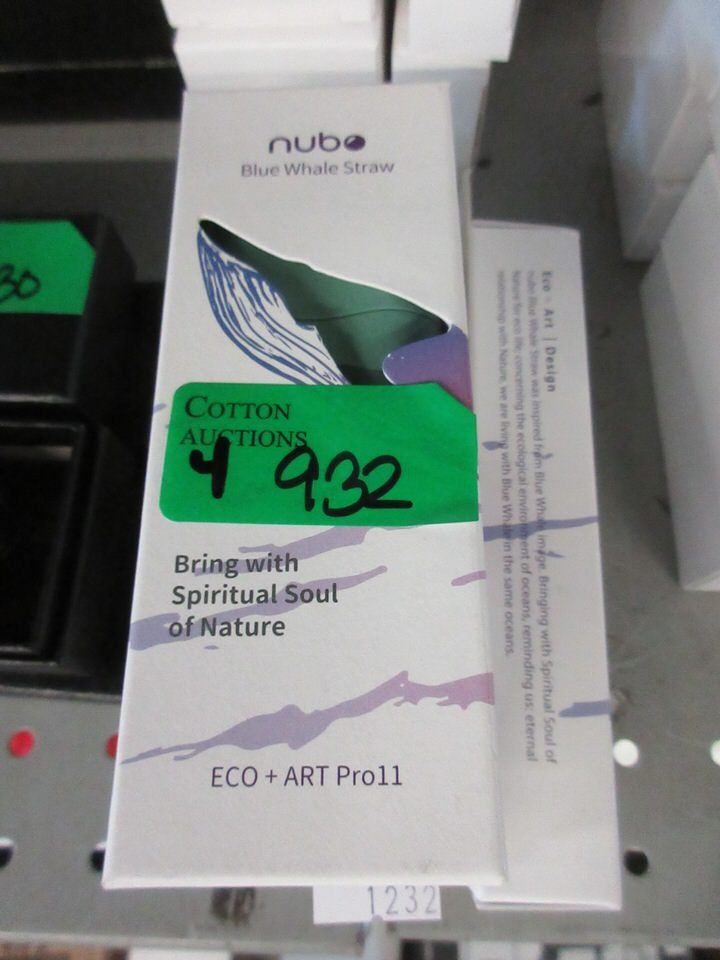 nubo
Blue Whale Straw
COTTON
AUCTIONS
4 932
Bring with
Spiritual Soul
of Nature
ECO + ART Pro11
1232
30
Eco + Art | Design
nubo Blue Whale Straw was inspired from Blue Whale image. Bringing with Spiritual Soul of
Nature for eco life concerning the ecological environment of oceans, reminding us: eternal
relationship with Nature, we are living with Blue Whale in the same oceans.